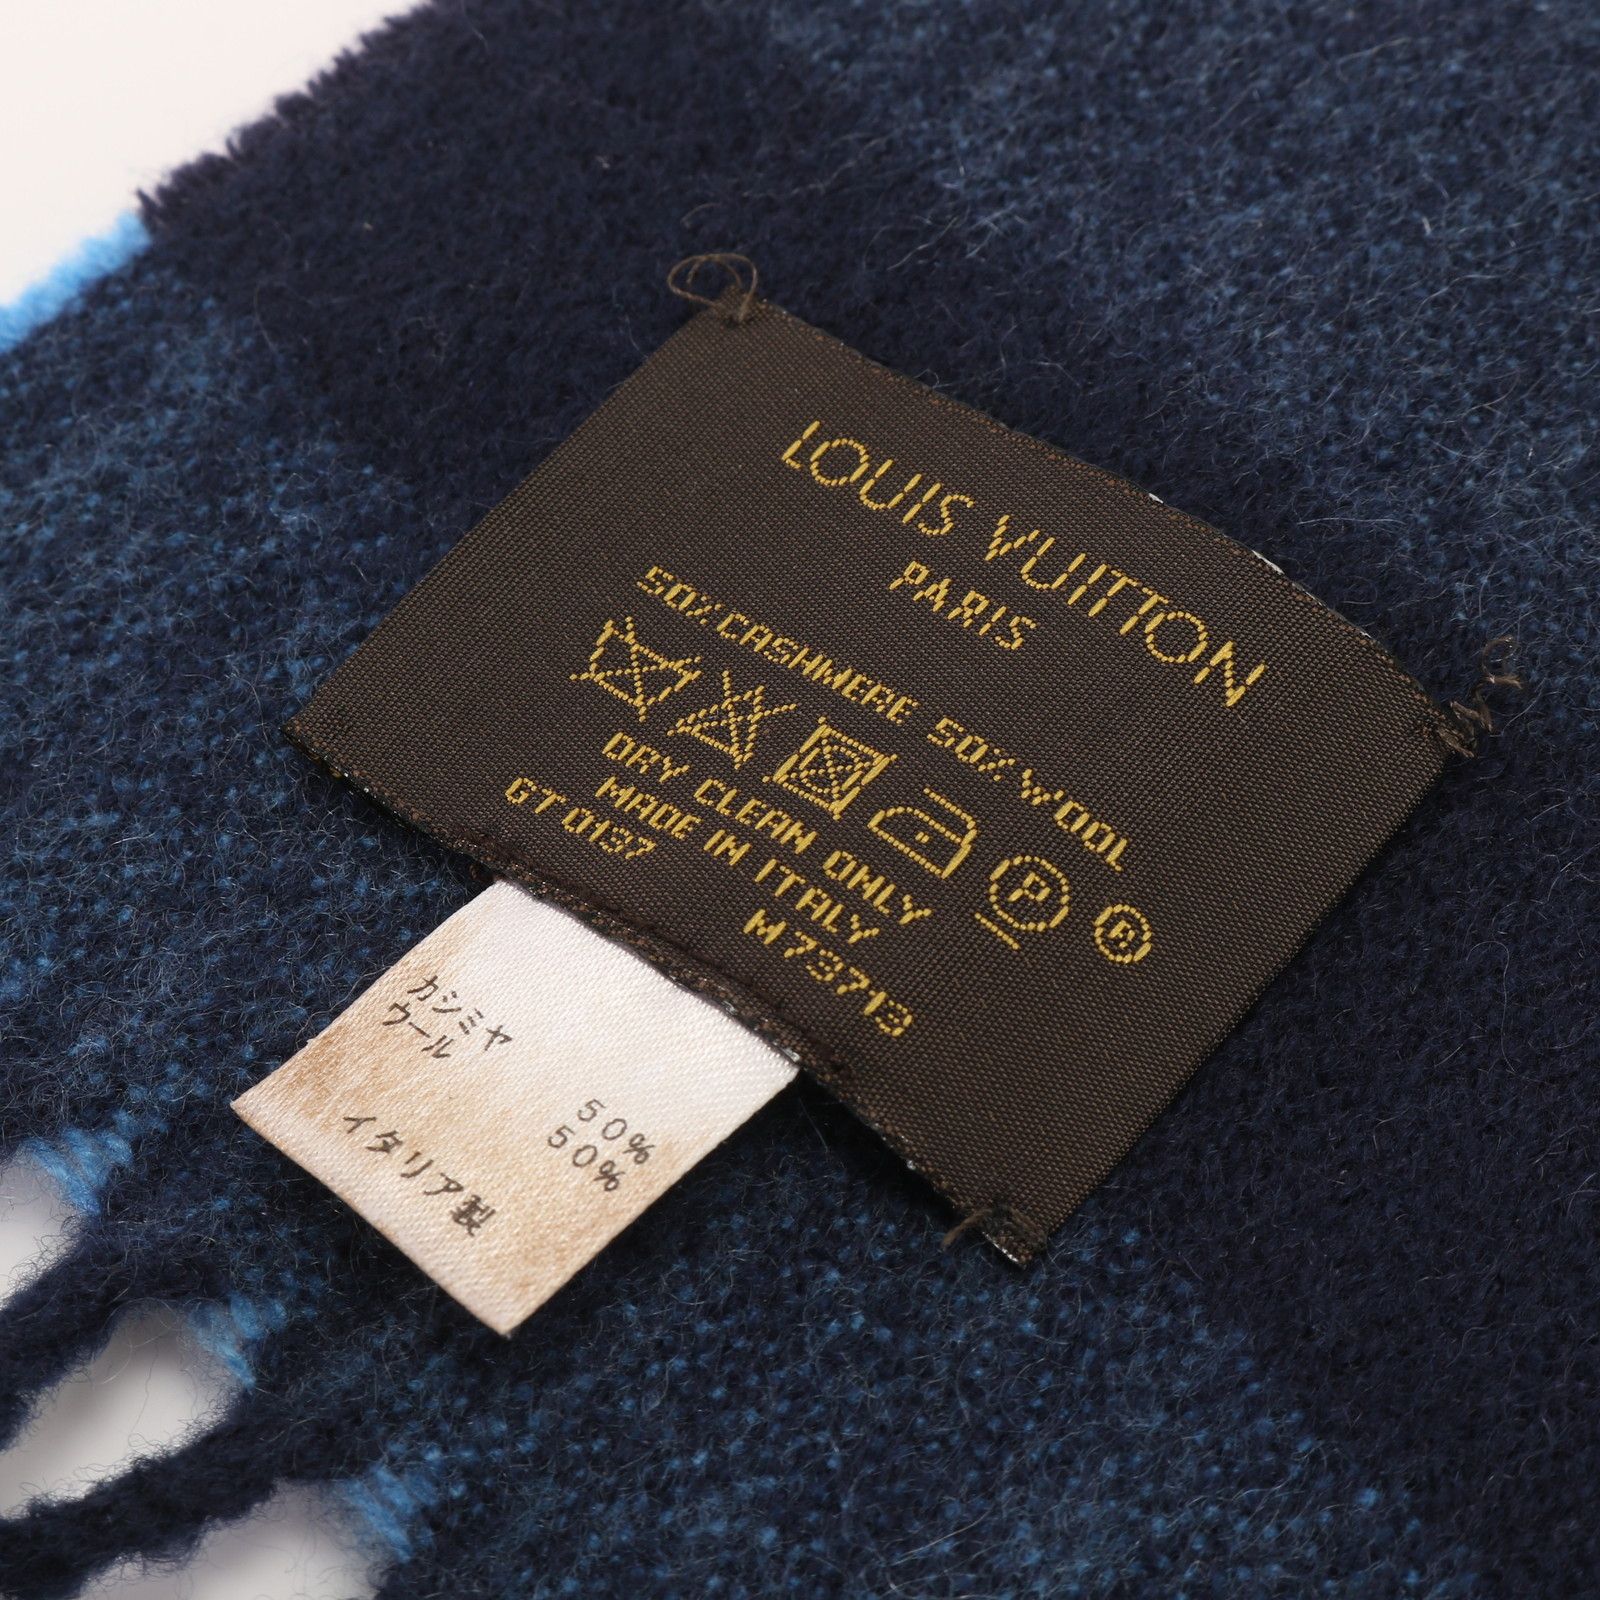 LOUIS VUITTON
PARIS
50% CASHMERE 50% WOOL
P
R
DRY CLEAN ONLY
MADE IN ITALY
GT 0197 M73713
カシミヤ 50%
ウール 50%
イタリア製